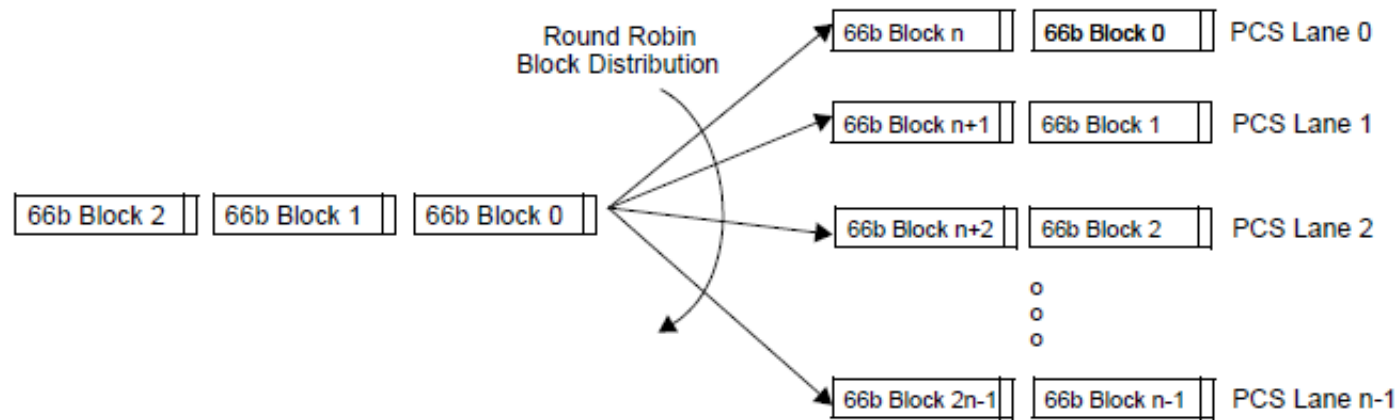 Round Robin
Block Distribution
66b Block 2
66b Block 1
66b Block 0
66b Block n
66b Block 0
PCS Lane 0
66b Block n+1
66b Block 1
PCS Lane 1
66b Block n+2
66b Block 2
PCS Lane 2
o
o
o
66b Block 2n-1
66b Block n-1
PCS Lane n-1